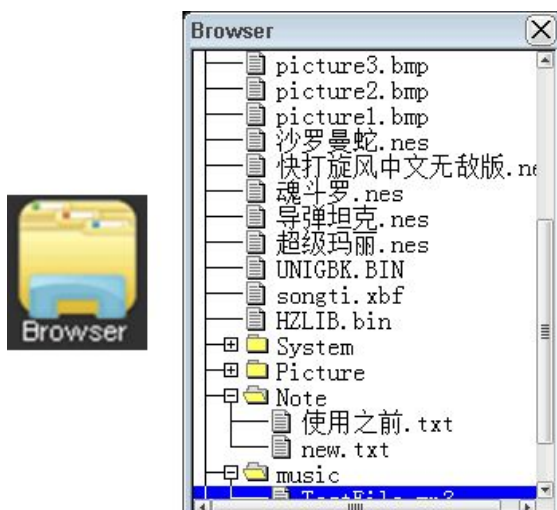 Browser
Browser
picture3.bmp
picture2.bmp
picture1.bmp
沙罗曼蛇.nes
快打旋风中文无敌版.ne
魂斗罗.nes
导弹坦克.nes
超级玛丽.nes
UNIGBK.BIN
songti.xbf
HZLIB.bin
System
Picture
Note
使用之前.txt
new.txt
music